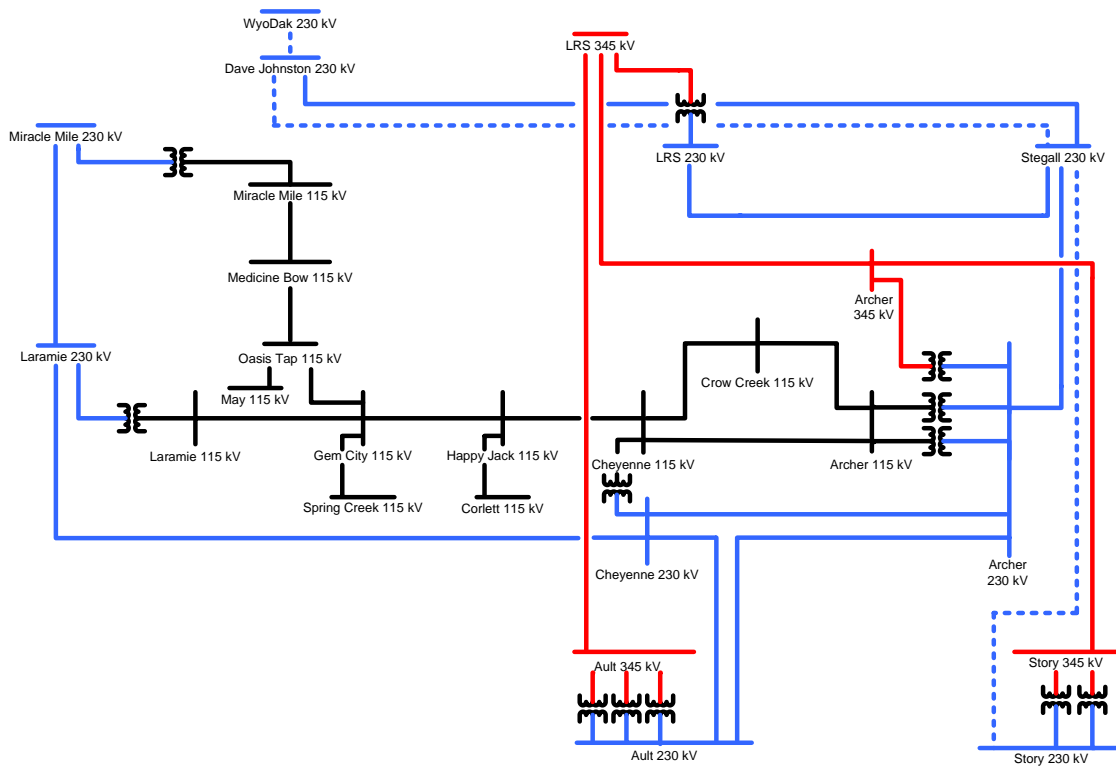 WyoDak 230 kV
LRS 345 kV
Dave Johnston 230 kV
Miracle Mile 230 kV
LRS 230 kV
Stegall 230 kV
Miracle Mile 115 kV
Medicine Bow 115 kV
Archer
345 kV
Laramie 230 kV
Oasis Tap 115 kV
Crow Creek 115 kV
May 115 kV
Laramie 115 kV
Gem City 115 kV
Happy Jack 115 kV
Cheyenne 115 kV
Archer 115 kV
Spring Creek 115 kV
Corlett 115 kV
Cheyenne 230 kV
Archer
230 kV
Ault 345 kV
Story 345 kV
Ault 230 kV
Story 230 kV